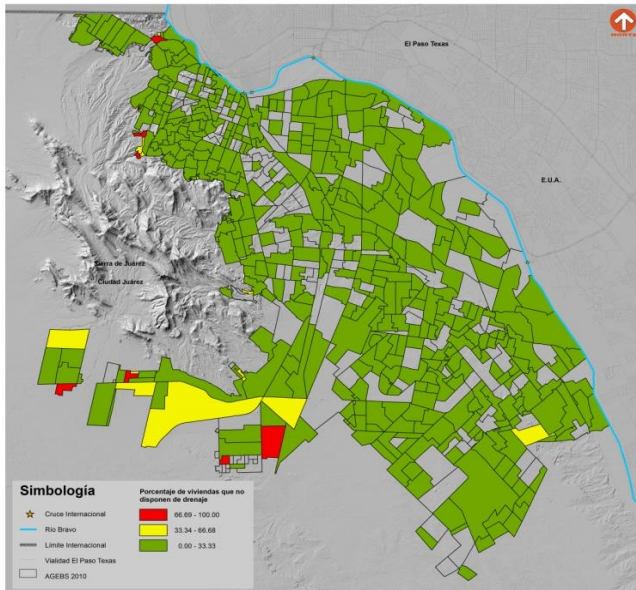 NORTE
El Paso Texas
E.U.A.
Sierra de Juárez
Ciudad Juárez
Simbología
Cruce Internacional
Río Bravo
Límite Internacional
Vialidad El Paso Texas
AGEBS 2010
Porcentaje de viviendas que no
disponen de drenaje
66.69 - 100.00
33.34 - 66.68
0.00 - 33.33